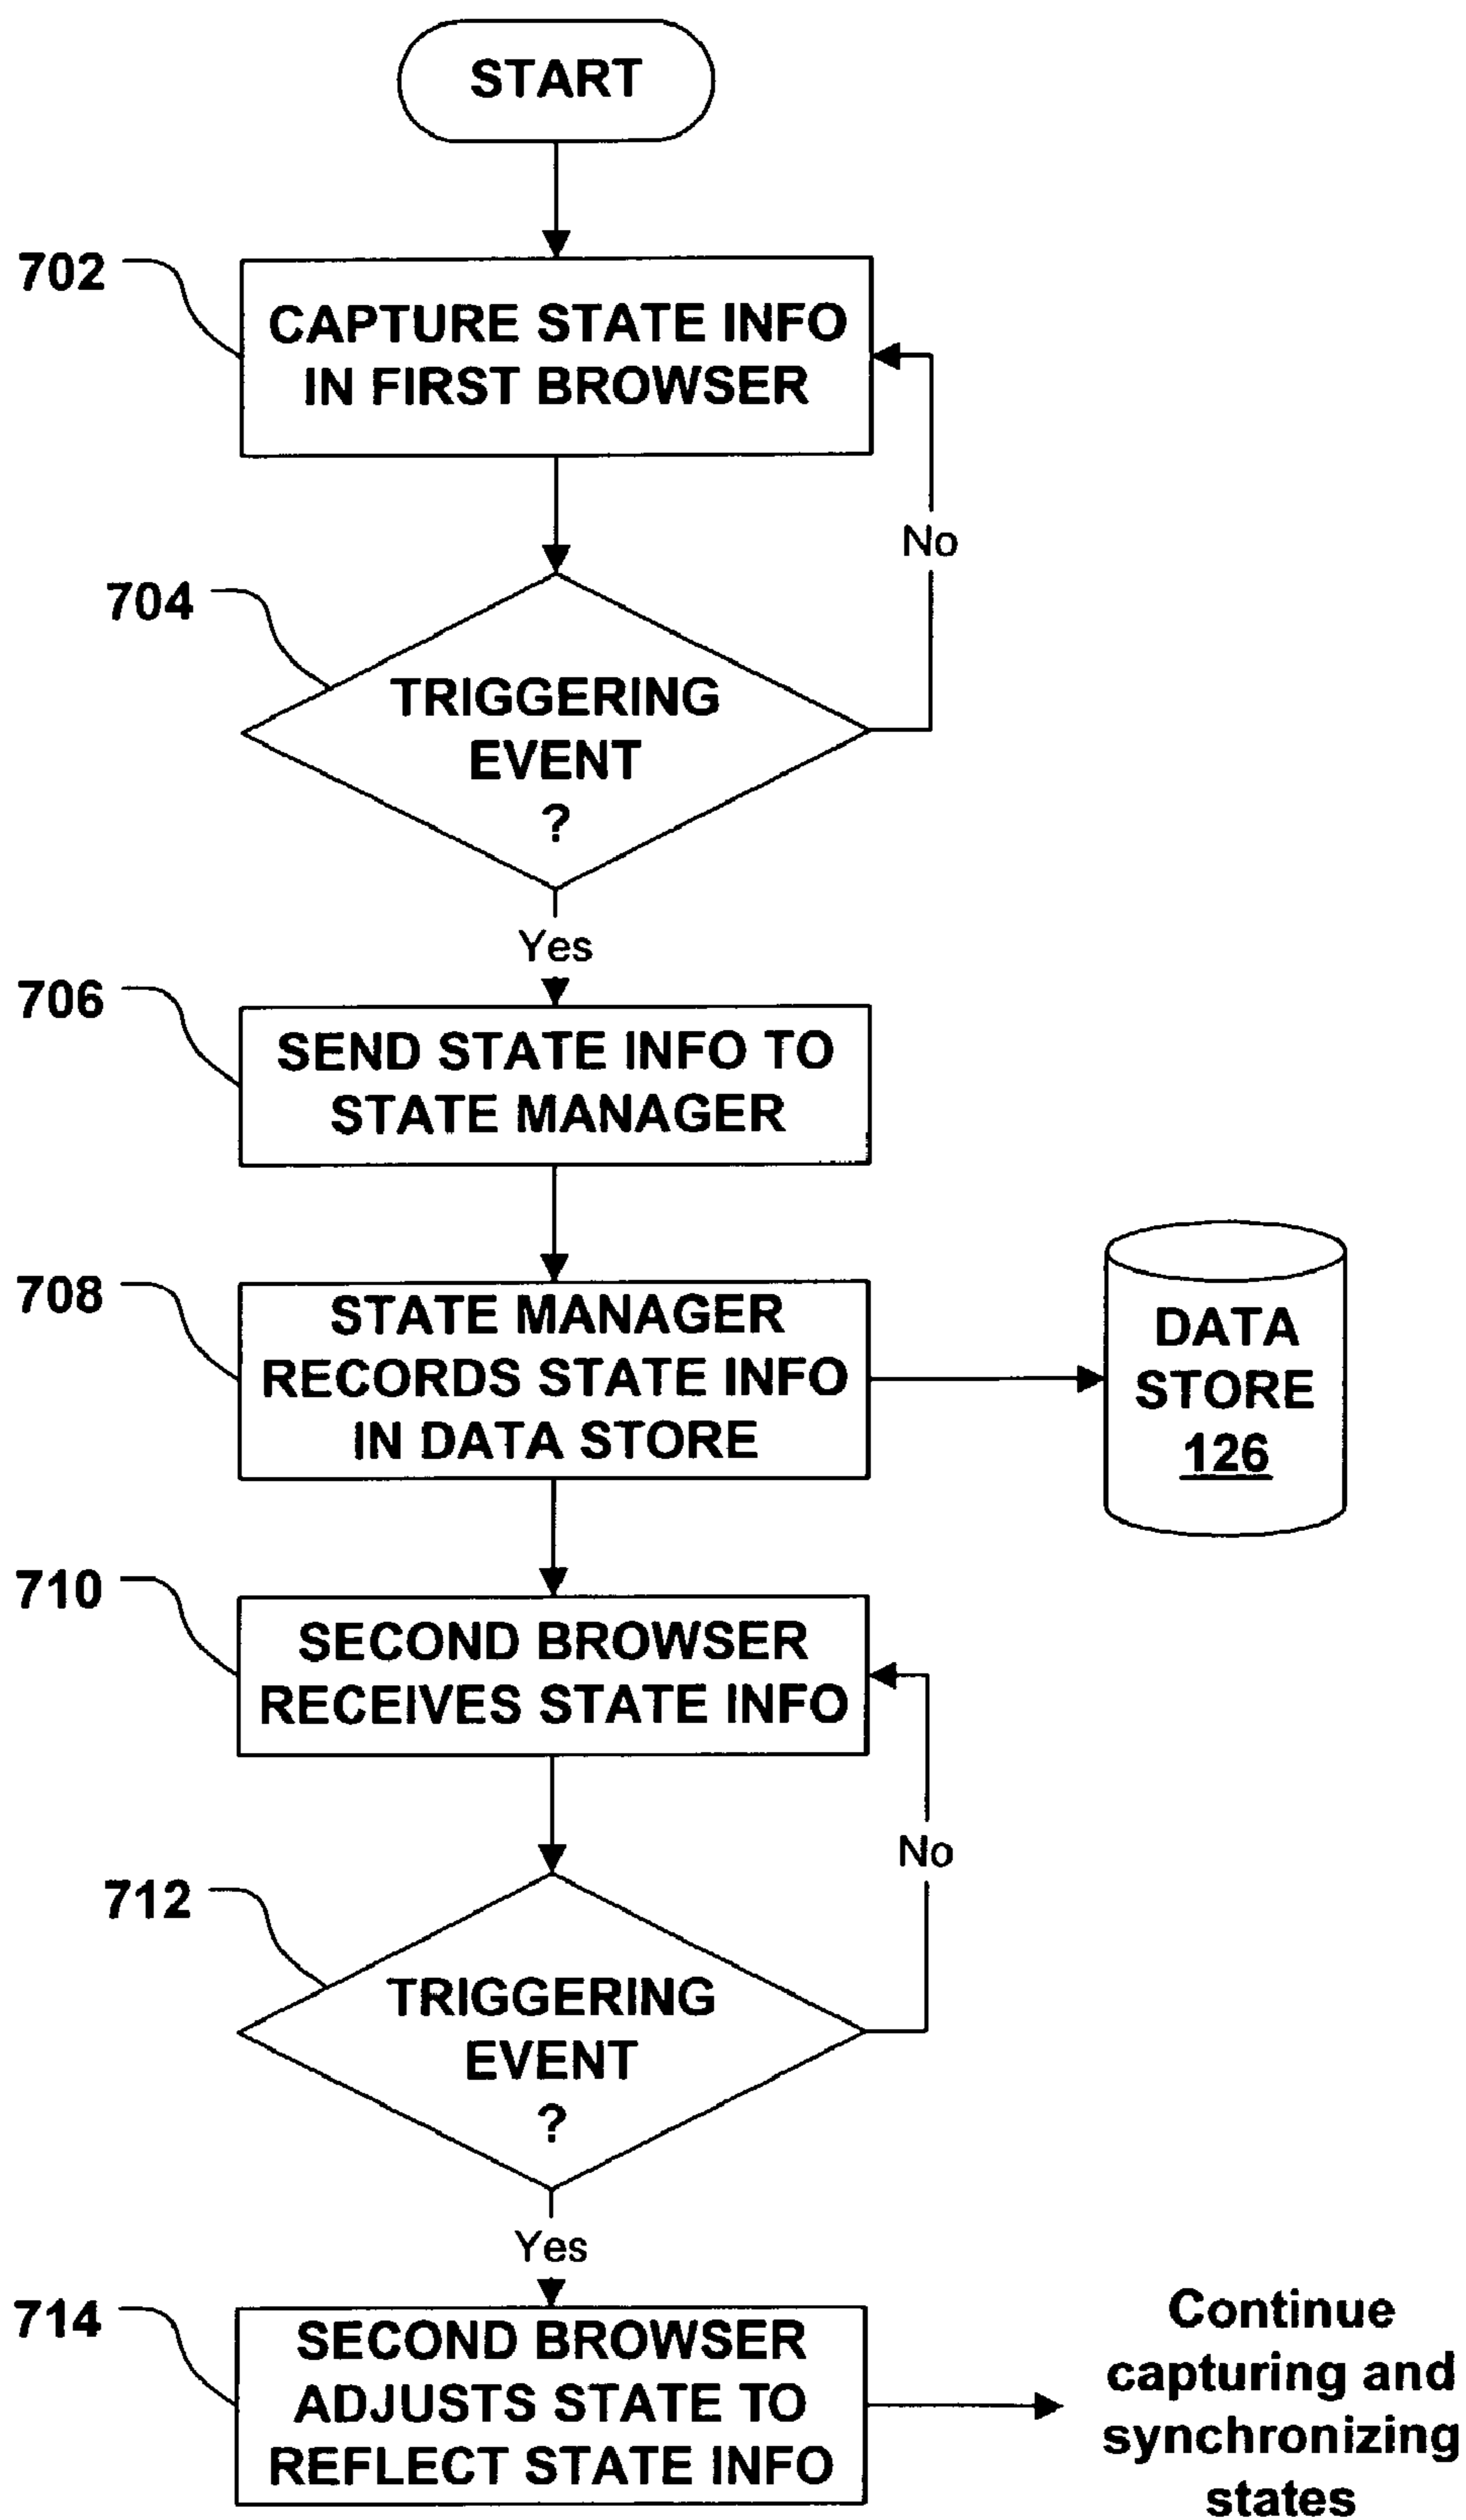 START
702
CAPTURE STATE INFO
IN FIRST BROWSER
No
704
TRIGGERING
EVENT
?
Yes
706
SEND STATE INFO TO
STATE MANAGER
708
STATE MANAGER
RECORDS STATE INFO
IN DATA STORE
DATA
STORE
126
710
SECOND BROWSER
RECEIVES STATE INFO
No
712
TRIGGERING
EVENT
?
Yes
714
SECOND BROWSER
ADJUSTS STATE TO
REFLECT STATE INFO
Continue
capturing and
synchronizing
states